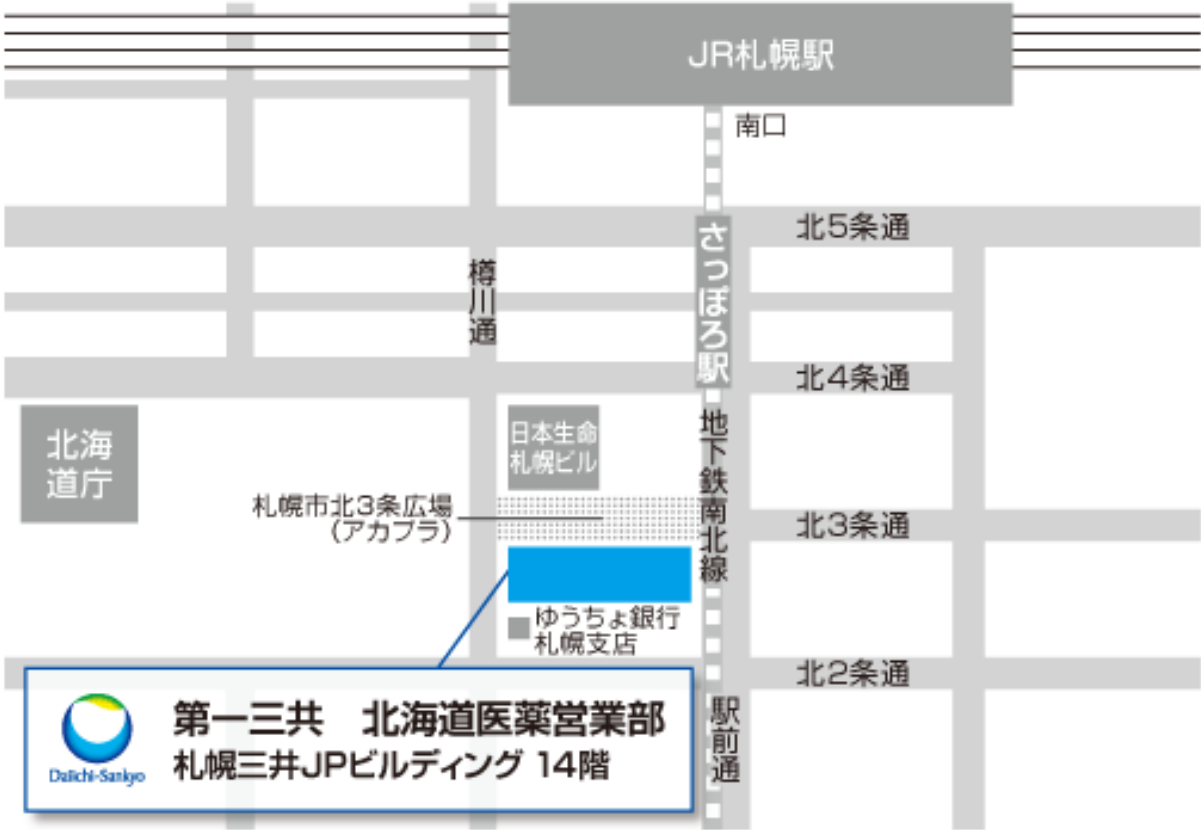 JR札幌駅
南口
北5条通
さっぽろ駅
樽川通
北4条通
北海
道庁
日本生命
札幌ビル
地下鉄南北線
札幌市北3条広場
(アカプラ)
北3条通
ゆうちょ銀行
札幌支店
北2条通
第一三共 北海道医薬営業部
札幌三井JPビルディング 14階
Daiichi-Sankyo
駅前通